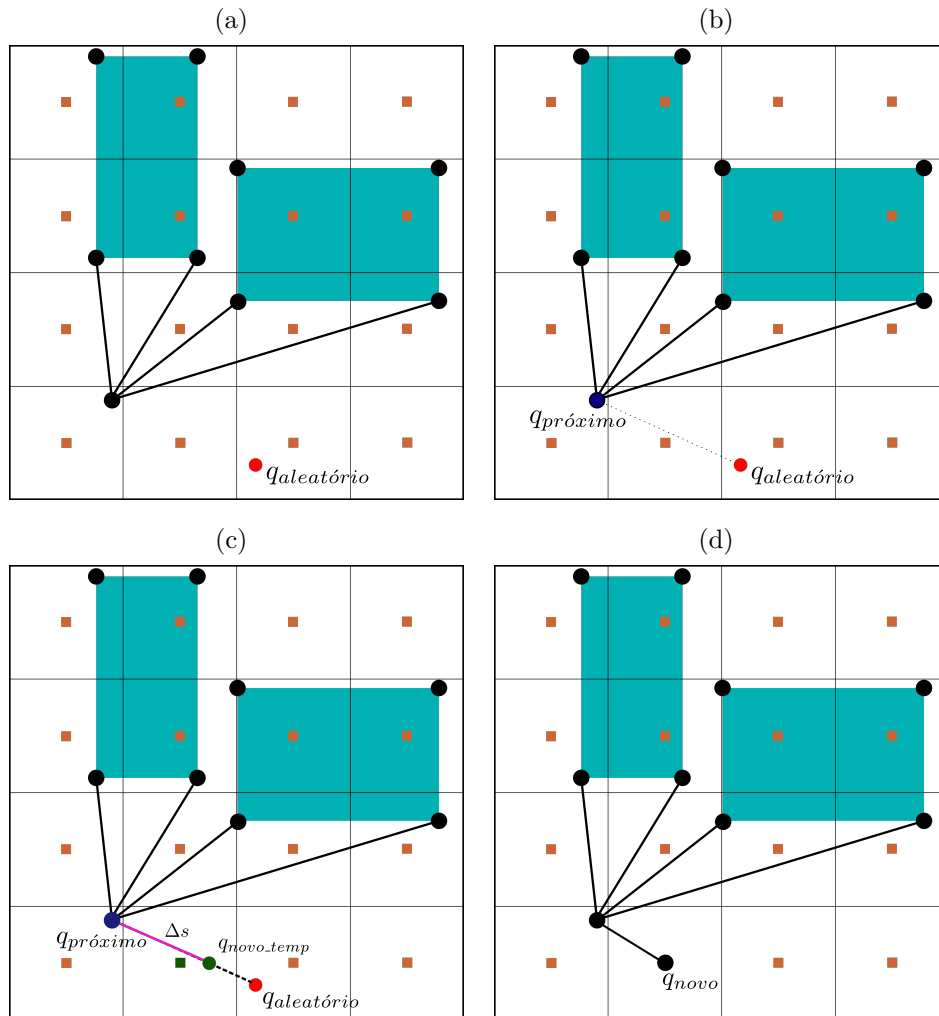 (a)
(b)
q_aleatório
q_próximo
q_aleatório
(c)
(d)
Δs
q_próximo
q_novo_temp
q_aleatório
q_novo